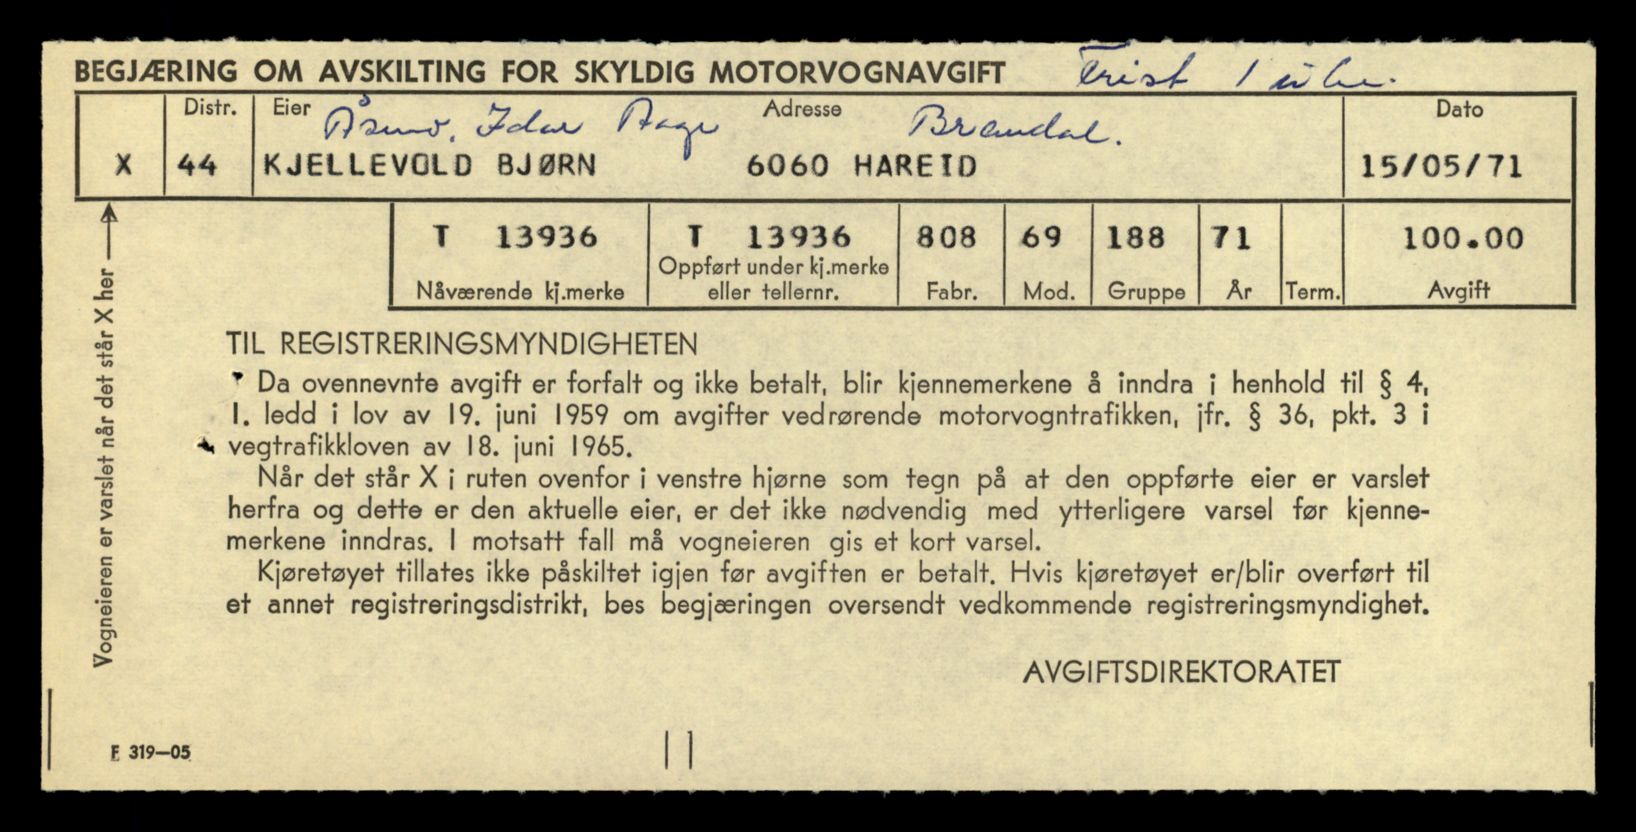 BEGJÆRING OM AVSKILTING FOR SKYLDIG MOTORVOGNAVGIFT Frist 1 uke.
Distr. Eier Adresse Dato
Idar Aage Brandal.
X 44 KJELLEVOLD BJØRN 6060 HAREID 15/05/71
T 13936 T 13936 808 69 188 71 100.00
Oppført under kj.merke
Nåværende kj.merke eller tellernr. Fabr. Mod. Gruppe År Term. Avgift
Vogneieren er varslet når det står X her
TIL REGISTRERINGSMYNDIGHETEN
Da ovennevnte avgift er forfalt og ikke betalt, blir kjennemerkene å inndra i henhold til § 4,
1. ledd i lov av 19. juni 1959 om avgifter vedrørende motorvogntrafikken, jfr. § 36, pkt. 3 i
vegtrafikkloven av 18. juni 1965.
Når det står X i ruten ovenfor i venstre hjørne som tegn på at den oppførte eier er varslet
herfra og dette er den aktuelle eier, er det ikke nødvendig med ytterligere varsel før kjenne-
merkene inndras. I motsatt fall må vogneieren gis et kort varsel.
Kjøretøyet tillates ikke påskiltet igjen før avgiften er betalt. Hvis kjøretøyet er/blir overført til
et annet registreringsdistrikt, bes begjæringen oversendt vedkommende registreringsmyndighet.
AVGIFTSDIREKTORATET
F 319—05